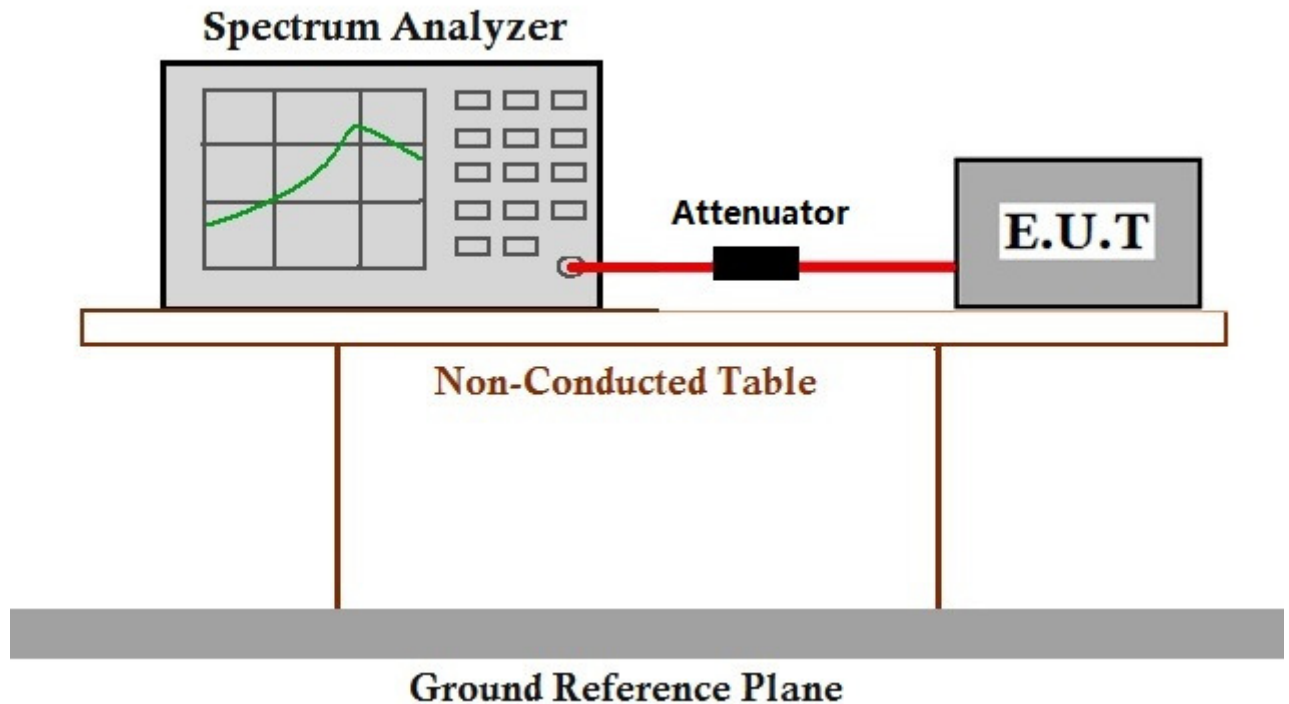 Spectrum Analyzer
Attenuator
E.U.T
Non-Conducted Table
Ground Reference Plane